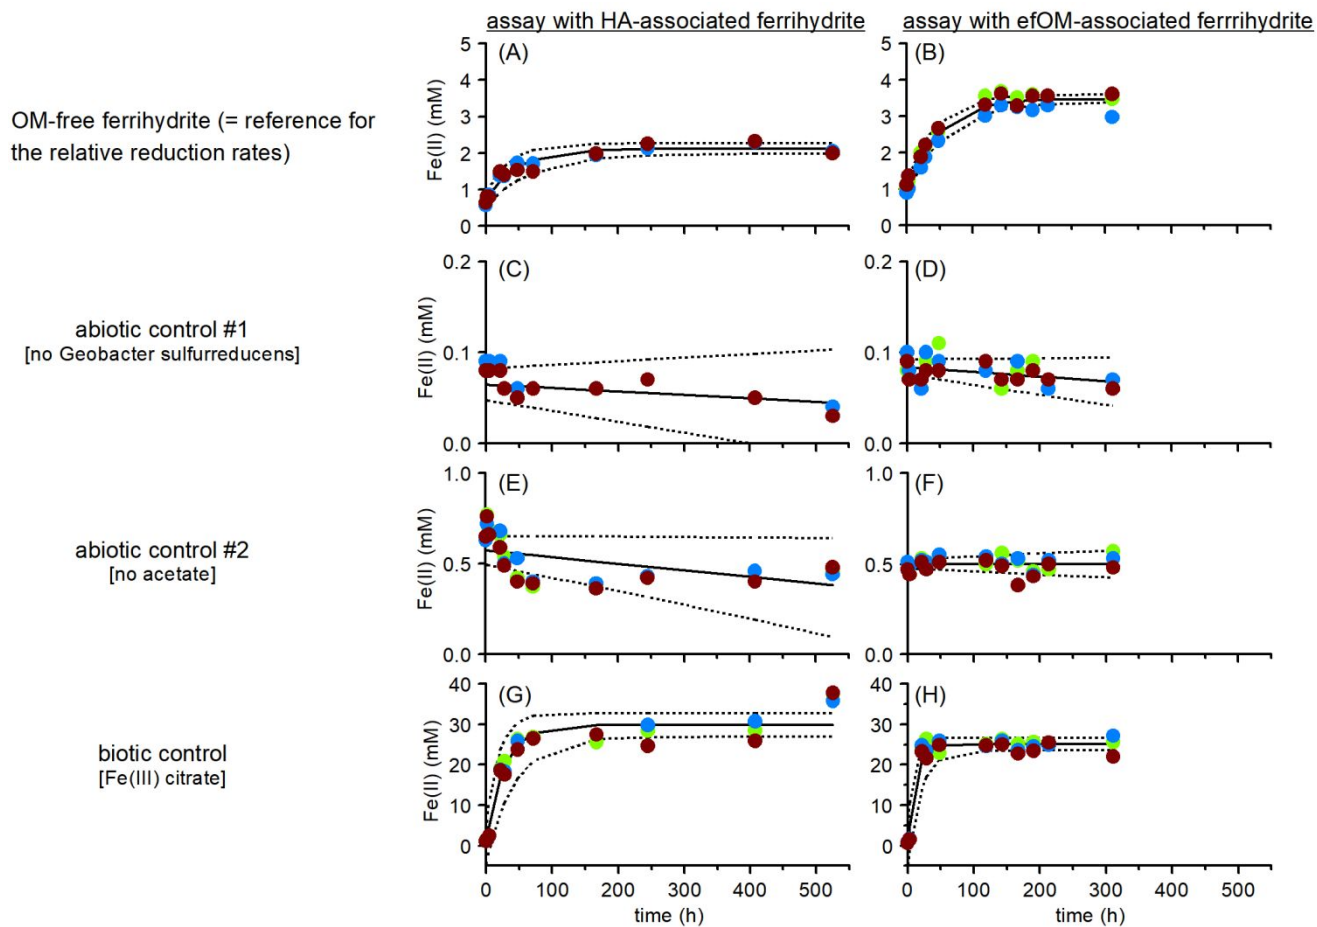 assay with HA-associated ferrihydrite
assay with efOM-associated ferrrihydrite
OM-free ferrihydrite (= reference for
the relative reduction rates)
(A)
5
4
3
2
1
0
Fe(II) (mM)
(B)
5
4
3
2
1
0
abiotic control #1
[no Geobacter sulfurreducens]
(C)
0.2
0.1
0.0
Fe(II) (mM)
(D)
0.2
0.1
0.0
abiotic control #2
[no acetate]
(E)
1.0
0.5
0.0
Fe(II) (mM)
(F)
1.0
0.5
0.0
biotic control
[Fe(III) citrate]
(G)
40
30
20
10
0
Fe(II) (mM)
0 100 200 300 400 500
time (h)
(H)
40
30
20
10
0
0 100 200 300 400 500
time (h)